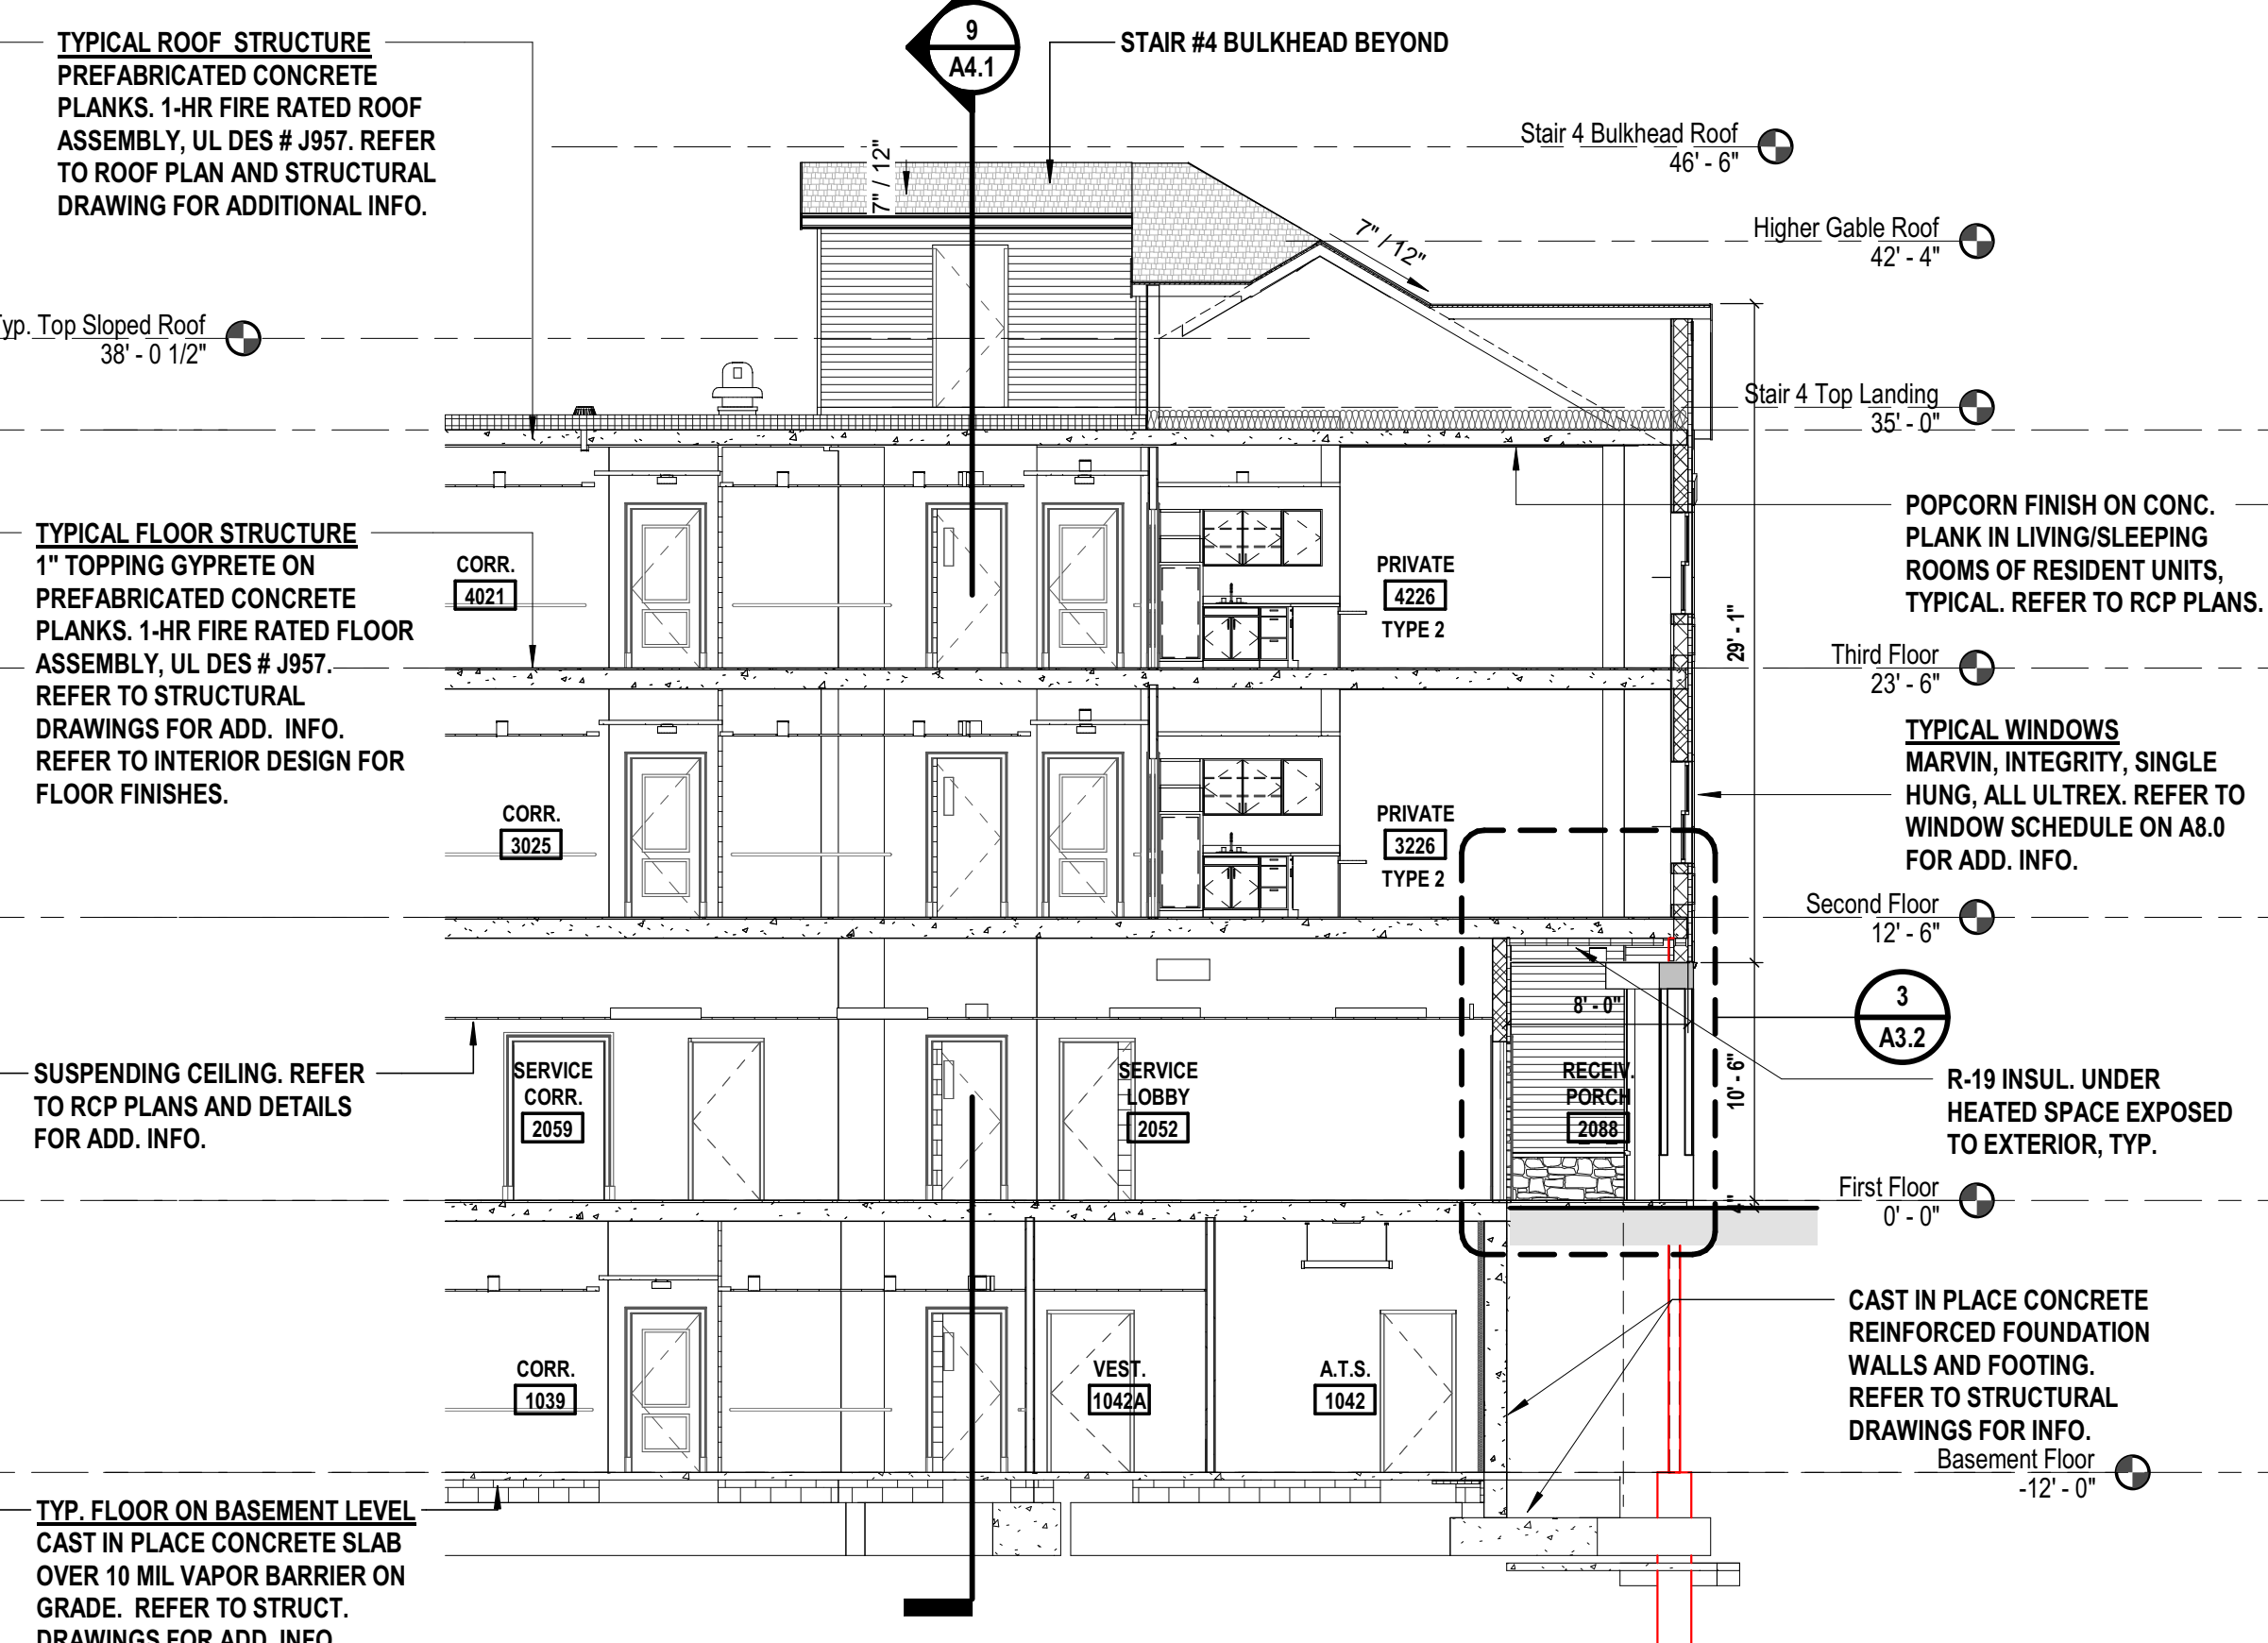 TYPICAL ROOF STRUCTURE
PREFABRICATED CONCRETE
PLANKS. 1-HR FIRE RATED ROOF
ASSEMBLY, UL DES # J957. REFER
TO ROOF PLAN AND STRUCTURAL
DRAWING FOR ADDITIONAL INFO.
9
A4.1
STAIR #4 BULKHEAD BEYOND
Stair 4 Bulkhead Roof
46' - 6"
7" / 12"
Higher Gable Roof
42' - 4"
7" / 12"
Typ. Top Sloped Roof
38' - 0 1/2"
Stair 4 Top Landing
35' - 0"
POPCORN FINISH ON CONC.
PLANK IN LIVING/SLEEPING
ROOMS OF RESIDENT UNITS,
TYPICAL. REFER TO RCP PLANS.
TYPICAL FLOOR STRUCTURE
1" TOPPING GYPRETE ON
PREFABRICATED CONCRETE
PLANKS. 1-HR FIRE RATED FLOOR
ASSEMBLY, UL DES # J957.
REFER TO STRUCTURAL
DRAWINGS FOR ADD. INFO.
REFER TO INTERIOR DESIGN FOR
FLOOR FINISHES.
CORR.
4021
PRIVATE
4226
TYPE 2
29' - 1"
Third Floor
23' - 6"
TYPICAL WINDOWS
MARVIN, INTEGRITY, SINGLE
HUNG, ALL ULTREX. REFER TO
WINDOW SCHEDULE ON A8.0
FOR ADD. INFO.
CORR.
3025
PRIVATE
3226
TYPE 2
Second Floor
12' - 6"
3
A3.2
8' - 0"
SUSPENDING CEILING. REFER
TO RCP PLANS AND DETAILS
FOR ADD. INFO.
SERVICE
CORR.
2059
SERVICE
LOBBY
2052
RECEIV.
PORCH
2088
10' - 6"
R-19 INSUL. UNDER
HEATED SPACE EXPOSED
TO EXTERIOR, TYP.
First Floor
0' - 0"
4"
CORR.
1039
VEST.
1042A
A.T.S.
1042
CAST IN PLACE CONCRETE
REINFORCED FOUNDATION
WALLS AND FOOTING.
REFER TO STRUCTURAL
DRAWINGS FOR INFO.
Basement Floor
-12' - 0"
TYP. FLOOR ON BASEMENT LEVEL
CAST IN PLACE CONCRETE SLAB
OVER 10 MIL VAPOR BARRIER ON
GRADE. REFER TO STRUCT.
DRAWINGS FOR ADD. INFO.